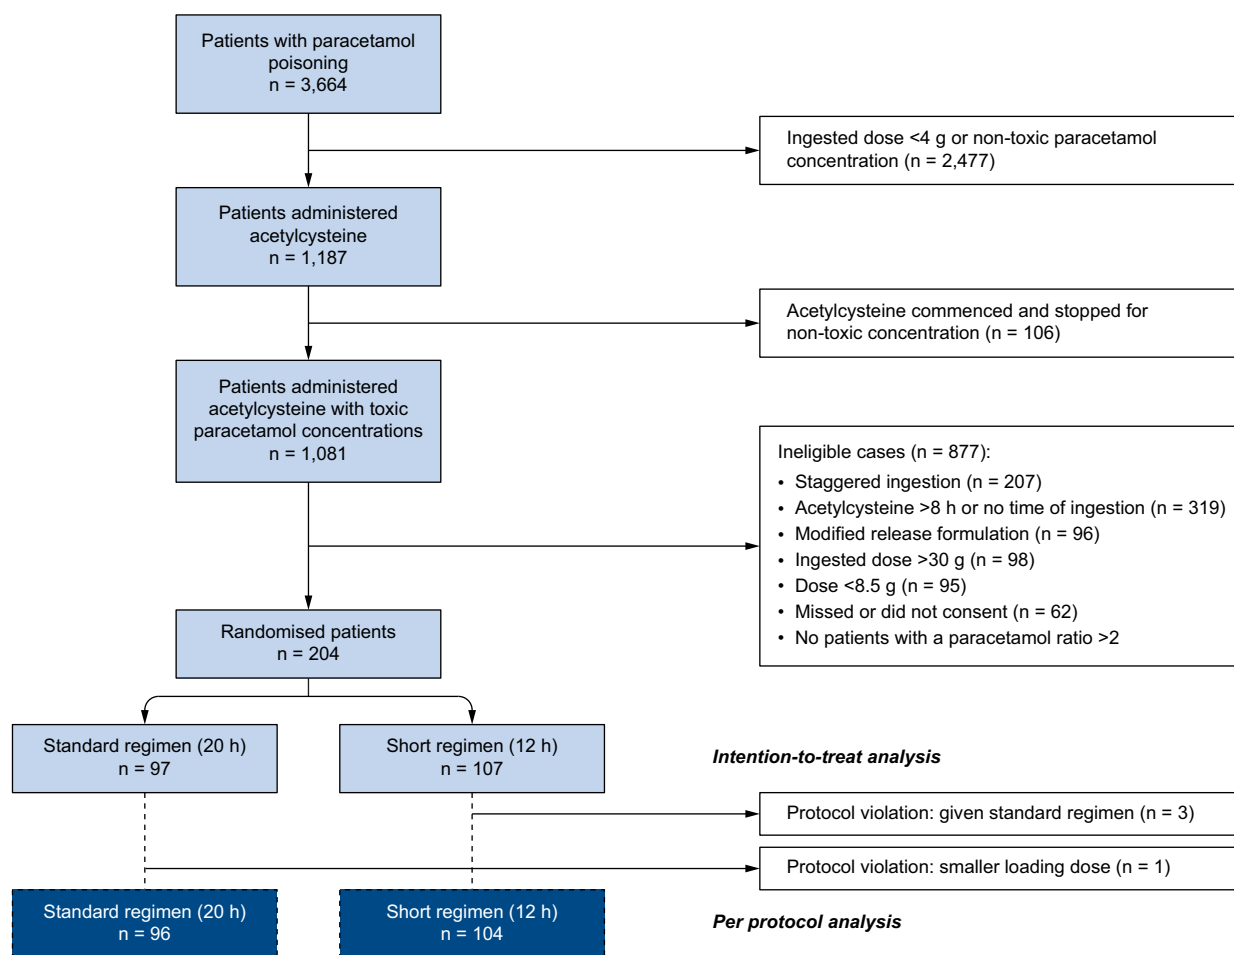 Patients with paracetamol
poisoning
n = 3,664
Ingested dose <4 g or non-toxic paracetamol
concentration (n = 2,477)
Patients administered
acetylcysteine
n = 1,187
Acetylcysteine commenced and stopped for
non-toxic concentration (n = 106)
Patients administered
acetylcysteine with toxic
paracetamol concentrations
n = 1,081
Ineligible cases (n = 877):
• Staggered ingestion (n = 207)
• Acetylcysteine >8 h or no time of ingestion (n = 319)
• Modified release formulation (n = 96)
• Ingested dose >30 g (n = 98)
• Dose <8.5 g (n = 95)
• Missed or did not consent (n = 62)
• No patients with a paracetamol ratio >2
Randomised patients
n = 204
Standard regimen (20 h)
n = 97
Short regimen (12 h)
n = 107
Intention-to-treat analysis
Protocol violation: given standard regimen (n = 3)
Protocol violation: smaller loading dose (n = 1)
Standard regimen (20 h)
n = 96
Short regimen (12 h)
n = 104
Per protocol analysis